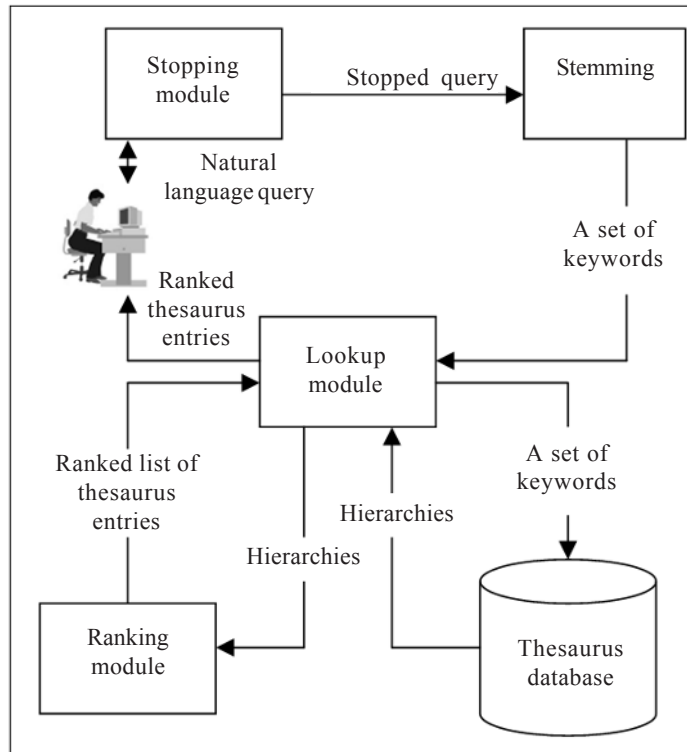 Stopping
module
Stopped query
Stemming
Natural
language query
A set of
keywords
Ranked
thesaurus
entries
Lookup
module
Ranked list of
thesaurus
entries
Hierarchies
Hierarchies
A set of
keywords
Ranking
module
Thesaurus
database